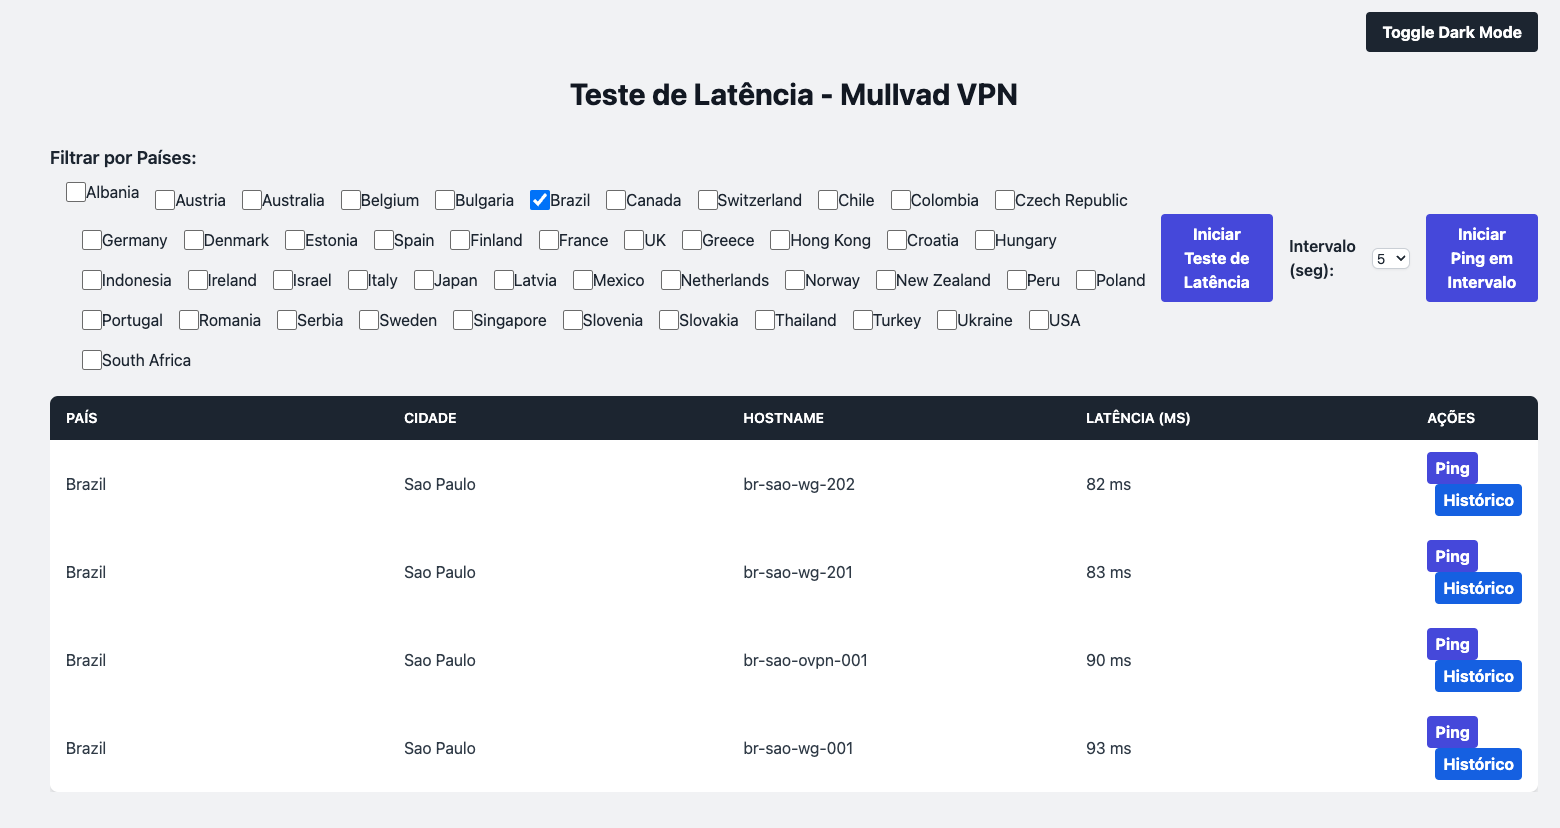 Toggle Dark Mode
Teste de Latência - Mullvad VPN
Filtrar por Países:
Albania Austria Australia Belgium Bulgaria Brazil Canada Switzerland Chile Colombia Czech Republic
Germany Denmark Estonia Spain Finland France UK Greece Hong Kong Croatia Hungary
Indonesia Ireland Israel Italy Japan Latvia Mexico Netherlands Norway New Zealand Peru Poland
Portugal Romania Serbia Sweden Singapore Slovenia Slovakia Thailand Turkey Ukraine USA
South Africa
Iniciar
Teste de
Latência
Intervalo
(seg):
5
Iniciar
Ping em
Intervalo
PAÍS CIDADE HOSTNAME LATÊNCIA (MS) AÇÕES
Brazil Sao Paulo br-sao-wg-202 82 ms Ping
Histórico
Brazil Sao Paulo br-sao-wg-201 83 ms Ping
Histórico
Brazil Sao Paulo br-sao-ovpn-001 90 ms Ping
Histórico
Brazil Sao Paulo br-sao-wg-001 93 ms Ping
Histórico